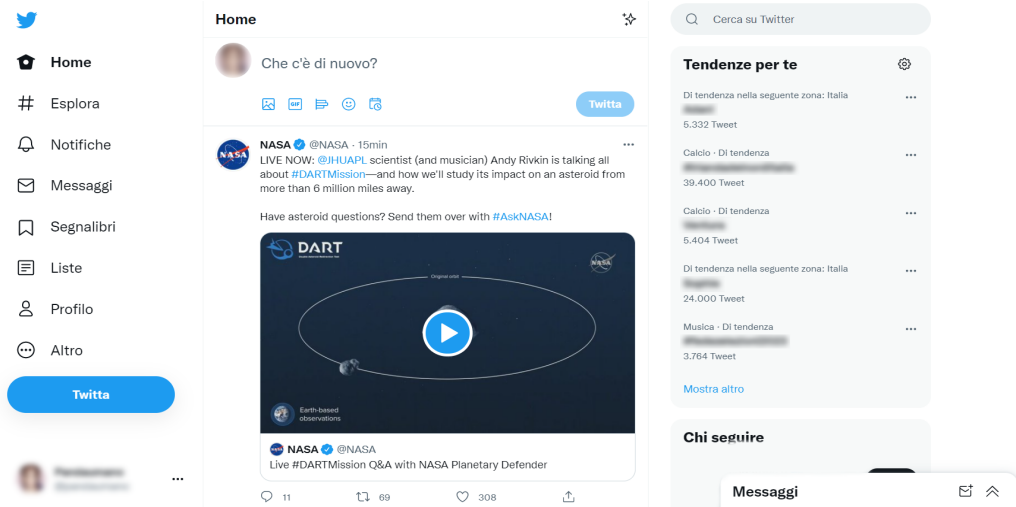 Home
Esplora
Notifiche
Messaggi
Segnalibri
Liste
Profilo
Altro
Twitta
Home
Che c'è di nuovo?
GIF
Twitta
NASA @NASA · 15min
LIVE NOW: @JHUAPL scientist (and musician) Andy Rivkin is talking all
about #DARTMission—and how we'll study its impact on an asteroid from
more than 6 million miles away.
Have asteroid questions? Send them over with #AskNASA!
DART
NASA
Original orbit
Earth-based
observations
NASA @NASA
Live #DARTMission Q&A with NASA Planetary Defender
11 69 308
Cerca su Twitter
Tendenze per te
Di tendenza nella seguente zona: Italia
5.332 Tweet
Calcio · Di tendenza
39.400 Tweet
Calcio · Di tendenza
5.404 Tweet
Di tendenza nella seguente zona: Italia
24.000 Tweet
Musica · Di tendenza
3.764 Tweet
Mostra altro
Chi seguire
Messaggi